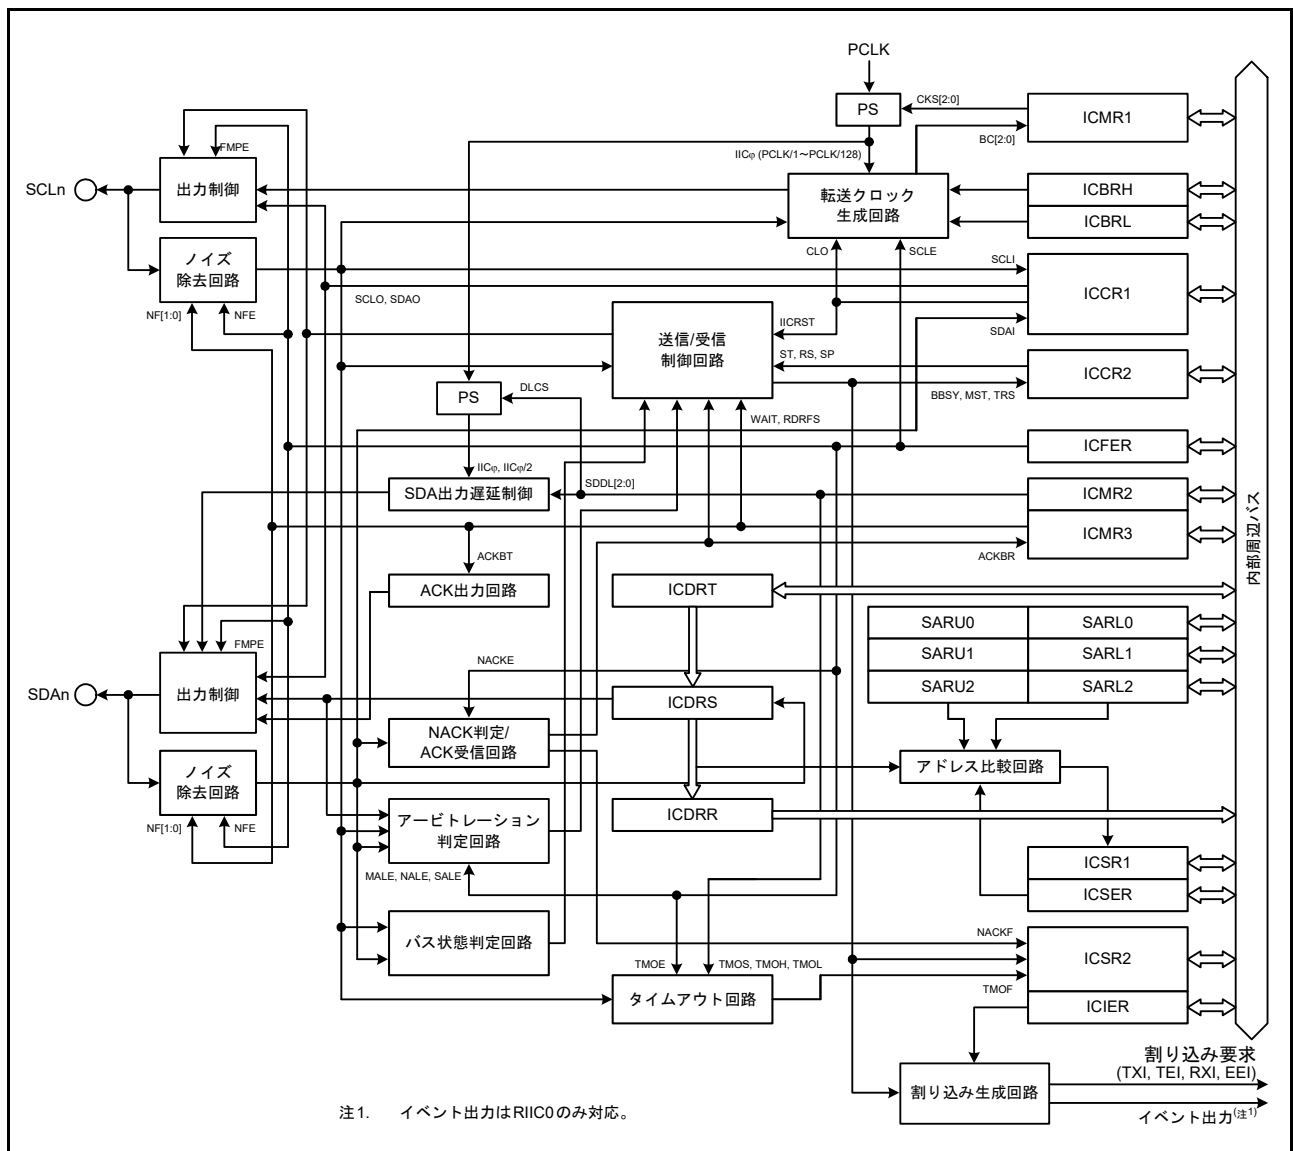 PCLK
PS
CKS[2:0]
ICMR1
BC[2:0]
IICφ (PCLK/1～PCLK/128)
FMPE
SCLn
出力制御
転送クロック
生成回路
ICBRH
ICBRL
ノイズ
除去回路
CLO
SCLE
SCLI
SCLO, SDAO
ICCR1
NF[1:0]
NFE
IICRST
SDAI
送信/受信
制御回路
ST, RS, SP
ICCR2
BBSY, MST, TRS
PS
DLCS
WAIT, RDRFS
ICFER
IICφ, IICφ/2
SDA出力遅延制御
SDDL[2:0]
ICMR2
ICMR3
ACKBT
ACKBR
内部周辺バス
ACK出力回路
ICDRT
SARU0
SARL0
SARU1
SARL1
SARU2
SARL2
FMPE
NACKE
SDAn
出力制御
ICDRS
NACK判定/
ACK受信回路
アドレス比較回路
ノイズ
除去回路
NF[1:0]
NFE
アービトレーション
判定回路
ICDRR
MALE, NALE, SALE
ICSR1
ICSER
バス状態判定回路
NACKF
ICSR2
TMOE
TMOS, TMOH, TMOL
タイムアウト回路
TMOF
ICIER
割り込み生成回路
割り込み要求
(TXI, TEI, RXI, EEI)
イベント出力(注1)
注1. イベント出力はRIIC0のみ対応。